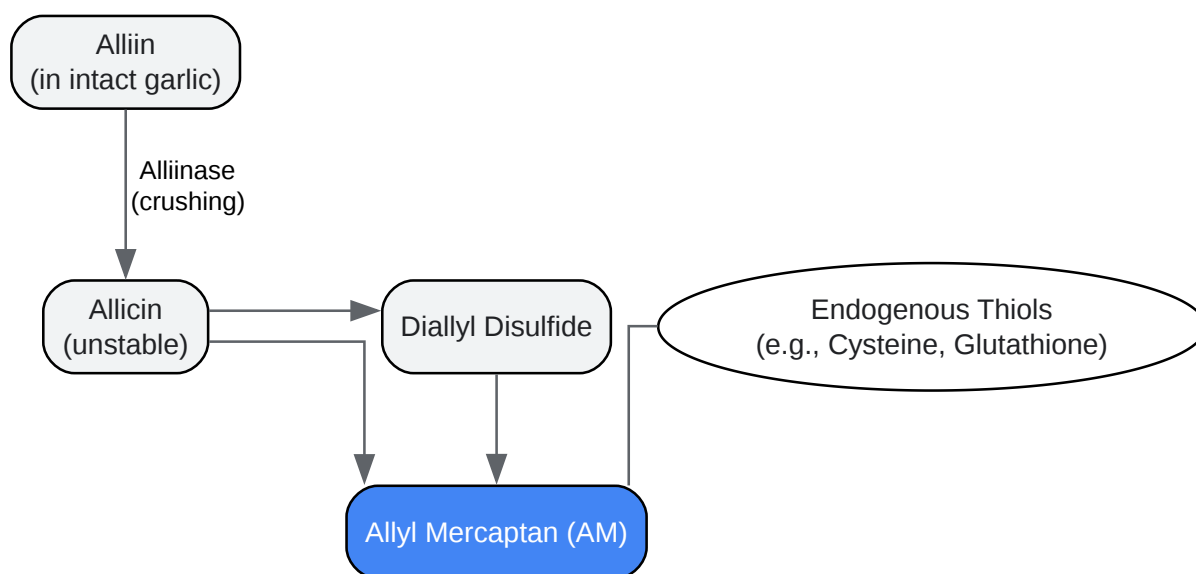 Alliin
(in intact garlic)
Alliinase
(crushing)
Allicin
(unstable)
Diallyl Disulfide
Endogenous Thiols
(e.g., Cysteine, Glutathione)
Allyl Mercaptan (AM)